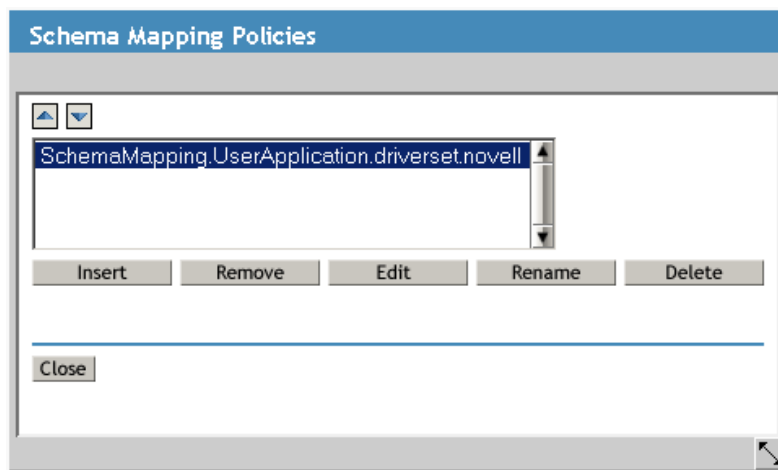 Schema Mapping Policies
SchemaMapping.UserApplication.driverset.novell
Insert Remove Edit Rename Delete
Close